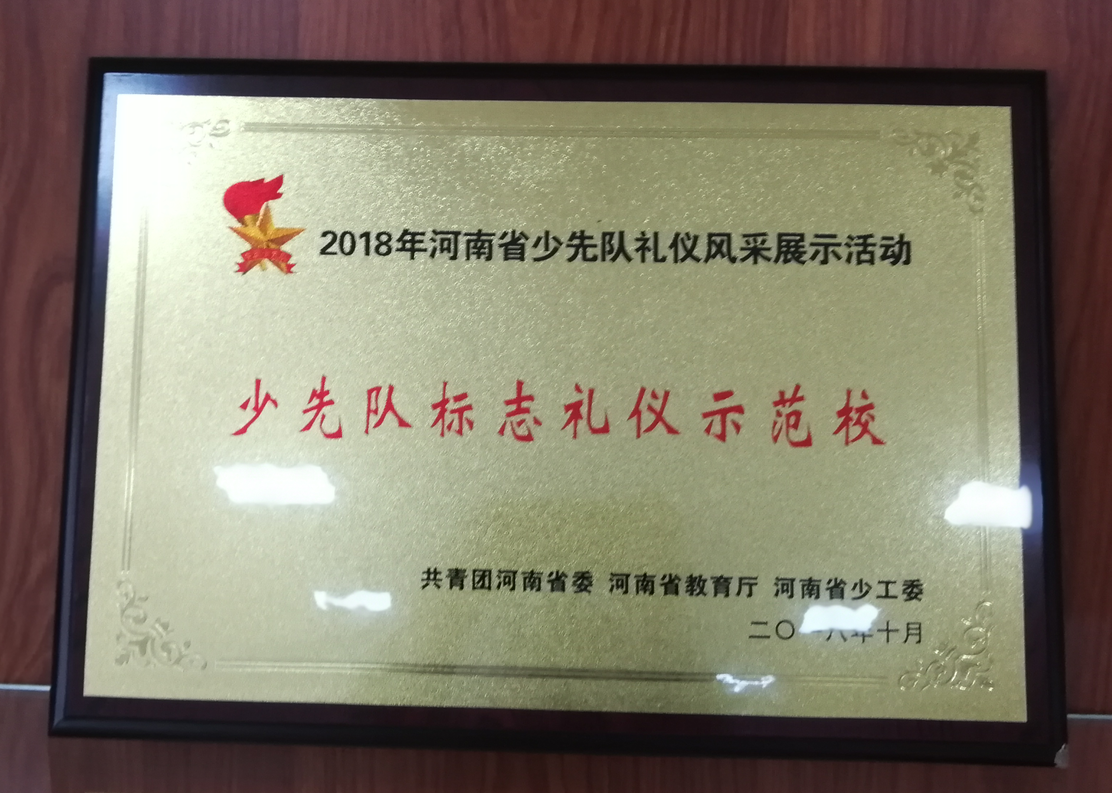 2018年河南省少先队礼仪风采展示活动
少先队标志礼仪示范校
共青团河南省委 河南省教育厅 河南省少工委
二〇一八年十月